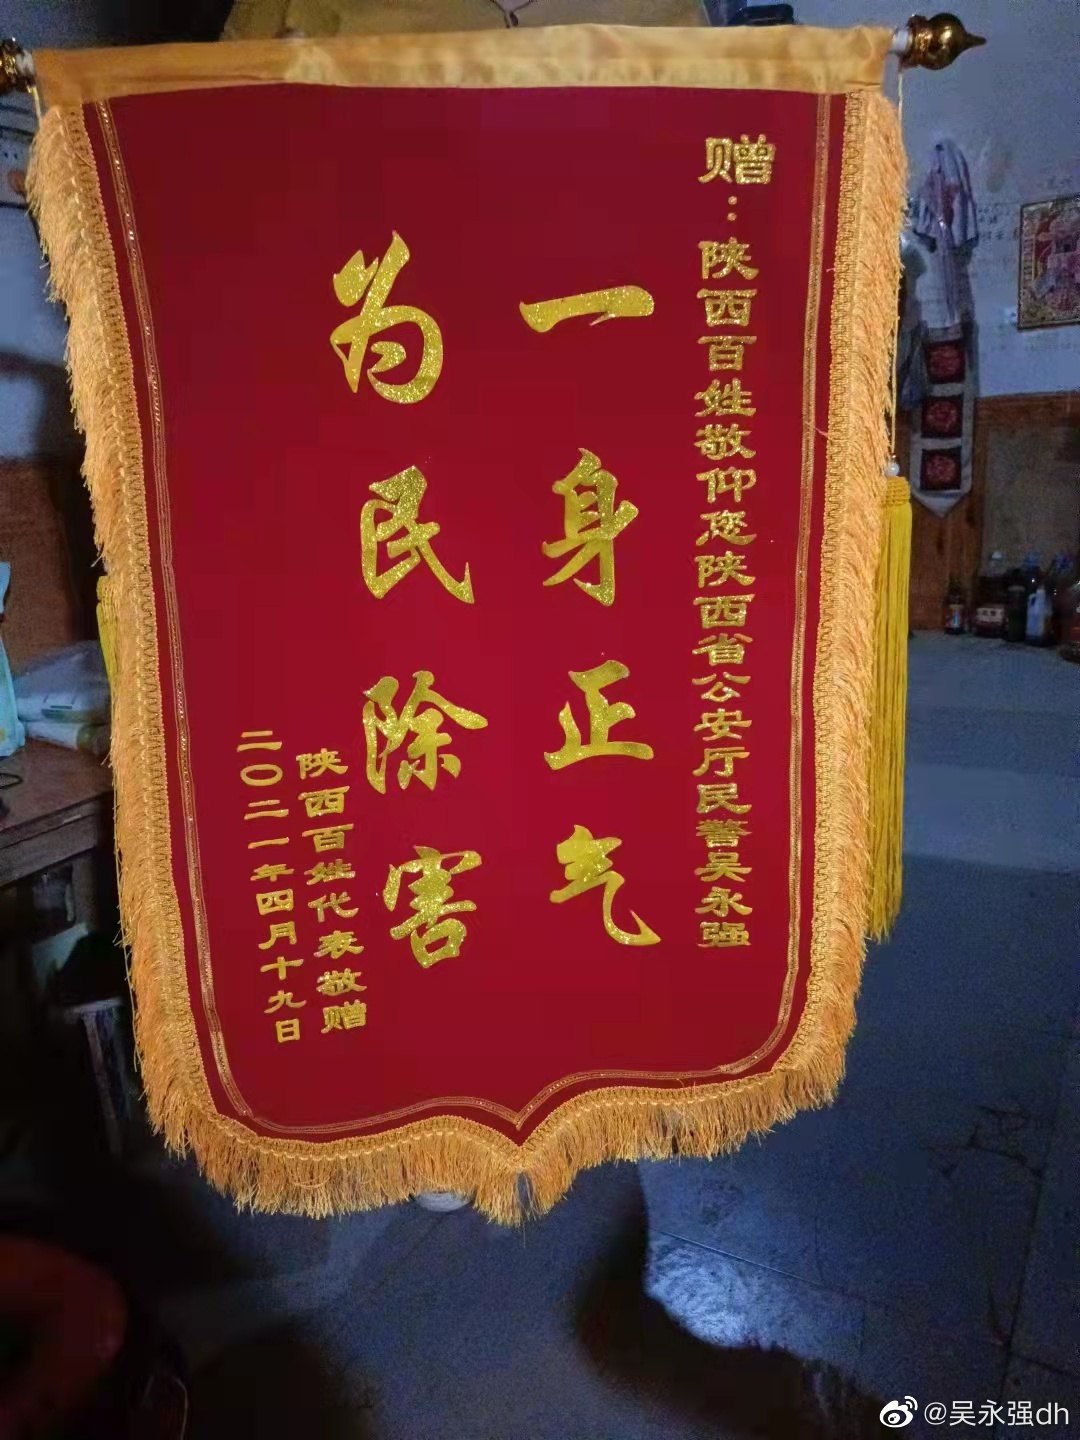 赠：陕西百姓敬仰您陕西省公安厅民警吴永强
一身正气
为民除害
陕西百姓代表敬赠
二〇二一年四月十九日
@吴永强dh